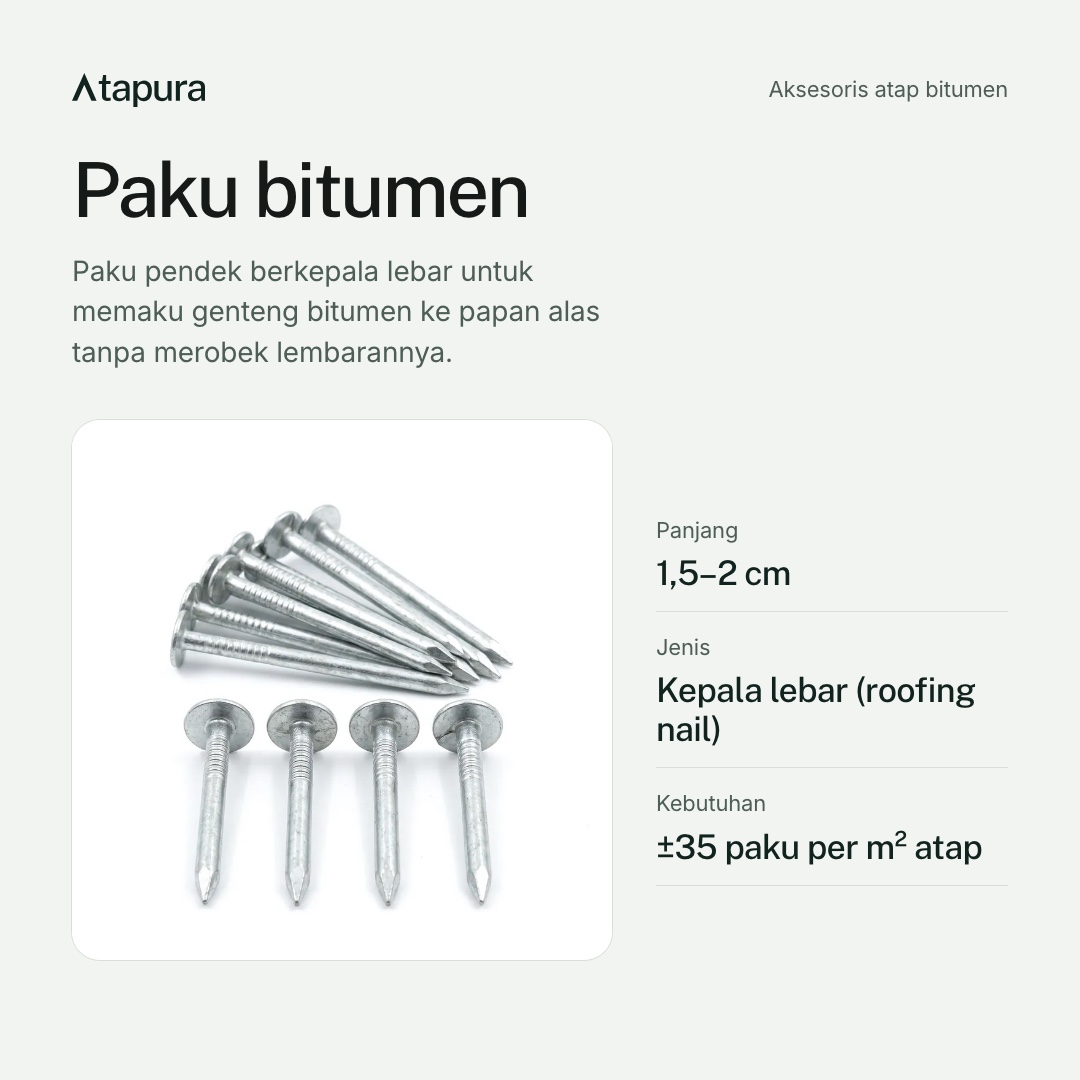 Atapura
Aksesoris atap bitumen
Paku bitumen
Paku pendek berkepala lebar untuk
memaku genteng bitumen ke papan alas
tanpa merobek lembarannya.
Panjang
1,5–2 cm
Jenis
Kepala lebar (roofing
nail)
Kebutuhan
±35 paku per m² atap